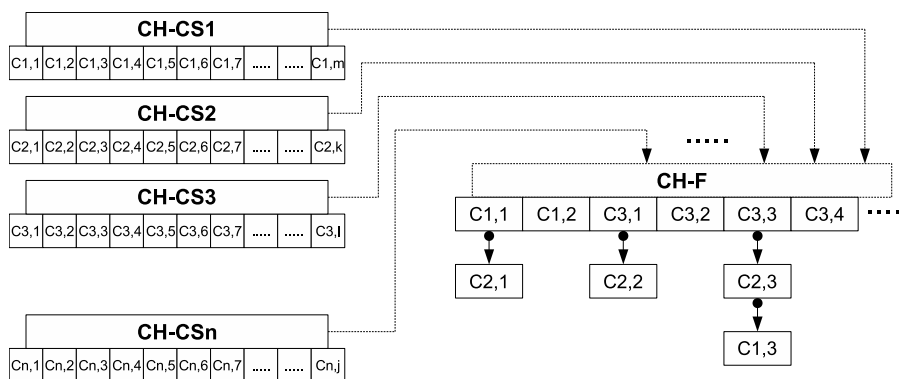 CH-CS1
C1,1 C1,2 C1,3 C1,4 C1,5 C1,6 C1,7 ..... ..... C1,m
CH-CS2
C2,1 C2,2 C2,3 C2,4 C2,5 C2,6 C2,7 ..... ..... C2,k
CH-CS3
C3,1 C3,2 C3,3 C3,4 C3,5 C3,6 C3,7 ..... ..... C3,l
CH-CSn
Cn,1 Cn,2 Cn,3 Cn,4 Cn,5 Cn,6 Cn,7 ..... ..... Cn,j
.....
CH-F
C1,1 C1,2 C3,1 C3,2 C3,3 C3,4 ....
C2,1 C2,2 C2,3
C1,3